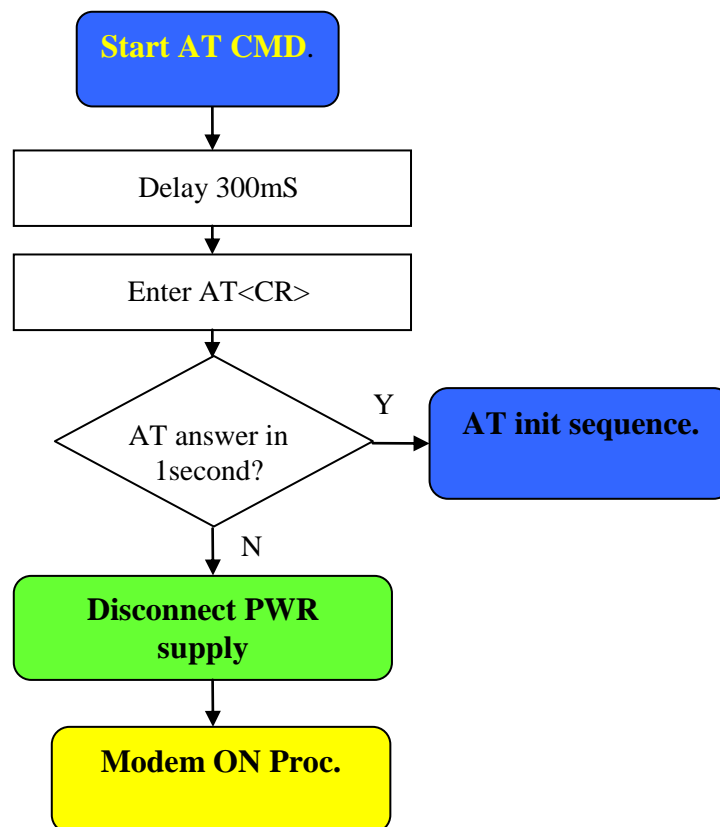 Start AT CMD.
Delay 300mS
Enter AT<CR>
AT answer in
1second?
Y
AT init sequence.
N
Disconnect PWR
supply
Modem ON Proc.